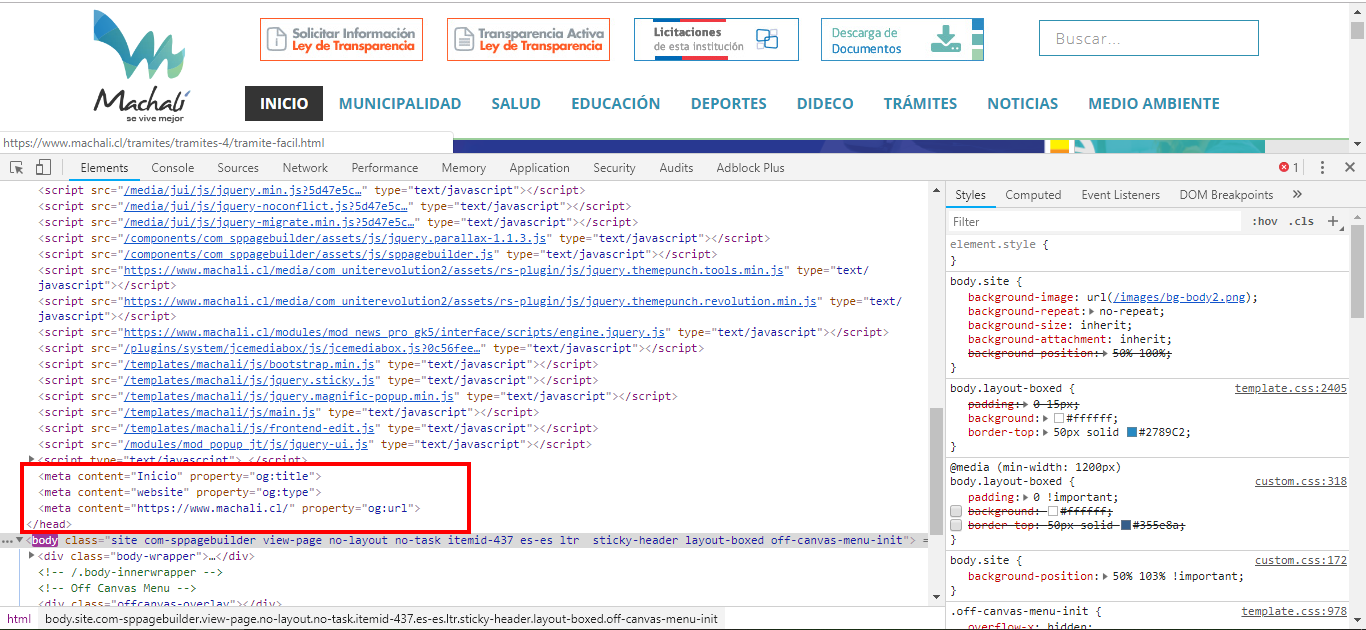 Machalí
se vive mejor
Solicitar Información
Ley de Transparencia
Transparencia Activa
Ley de Transparencia
Licitaciones
de esta Institución
Descarga de
Documentos
Buscar...
INICIO MUNICIPALIDAD SALUD EDUCACIÓN DEPORTES DIDECO TRÁMITES NOTICIAS MEDIO AMBIENTE
https://www.machali.cl/tramites/tramites-4/tramite-facil.html
Elements Console Sources Network Performance Memory Application Security Audits Adblock Plus 1
<script src="/media/jui/js/jquery.min.js?5d47e5c…" type="text/javascript"></script>
<script src="/media/jui/js/jquery-noconflict.js?5d47e5c…" type="text/javascript"></script>
<script src="/media/jui/js/jquery-migrate.min.js?5d47e5c…" type="text/javascript"></script>
<script src="/components/com_sppagebuilder/assets/js/jquery.parallax-1.1.3.js" type="text/javascript"></script>
<script src="/components/com_sppagebuilder/assets/js/sppagebuilder.js" type="text/javascript"></script>
<script src="https://www.machali.cl/media/com_uniterevolution2/assets/rs-plugin/js/jquery.themepunch.tools.min.js" type="text/
javascript"></script>
<script src="https://www.machali.cl/media/com_uniterevolution2/assets/rs-plugin/js/jquery.themepunch.revolution.min.js" type="text/
javascript"></script>
<script src="https://www.machali.cl/modules/mod_news_pro_gk5/interface/scripts/engine.jquery.js" type="text/javascript"></script>
<script src="/plugins/system/jcemediabox/js/jcemediabox.js?0c56fee…" type="text/javascript"></script>
<script src="/templates/machali/js/bootstrap.min.js" type="text/javascript"></script>
<script src="/templates/machali/js/jquery.sticky.js" type="text/javascript"></script>
<script src="/templates/machali/js/jquery.magnific-popup.min.js" type="text/javascript"></script>
<script src="/templates/machali/js/main.js" type="text/javascript"></script>
<script src="/templates/machali/js/frontend-edit.js" type="text/javascript"></script>
<script src="/modules/mod_popup_jt/js/jquery-ui.js" type="text/javascript"></script>
<script type="text/javascript"> </script>
<meta content="Inicio" property="og:title">
<meta content="website" property="og:type">
<meta content="https://www.machali.cl/" property="og:url">
</head>
…<body class="site com-sppagebuilder view-page no-layout no-task itemid-437 es-es ltr  sticky-header layout-boxed off-canvas-menu-init"> =
<div class="body-wrapper">…</div>
<!-- /.body-innerwrapper -->
<!-- Off Canvas Menu -->
<div class="offcanvas-overlay"></div>
html body.site.com-sppagebuilder.view-page.no-layout.no-task.itemid-437.es-es.ltr.sticky-header.layout-boxed.off-canvas-menu-init
Styles Computed Event Listeners DOM Breakpoints »
Filter :hov .cls +
element.style {
}
body.site {
background-image: url(/images/bg-body2.png);
background-repeat: no-repeat;
background-size: inherit;
background-attachment: inherit;
background-position: 50% 100%;
}
body.layout-boxed { template.css:2405
padding: 0 15px;
background: #ffffff;
border-top: 50px solid #2789C2;
}
@media (min-width: 1200px)
body.layout-boxed { custom.css:318
padding: 0 !important;
background: #ffffff;
border-top: 50px solid #355e8a;
}
body.site { custom.css:172
background-position: 50% 103% !important;
}
.off-canvas-menu-init { template.css:978
overflow-x: hidden;